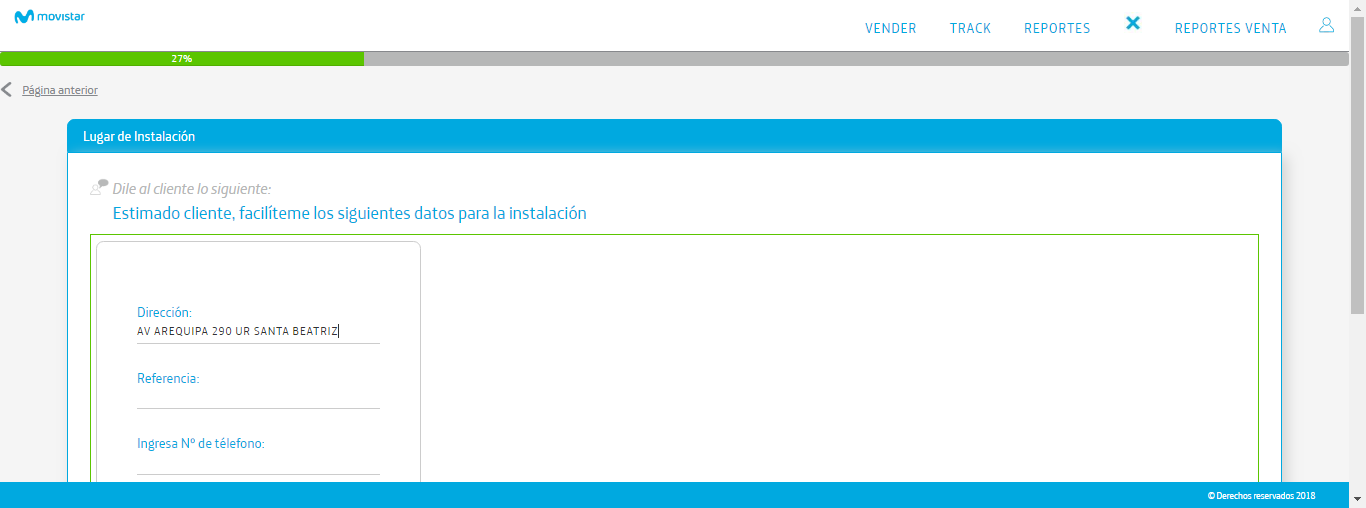 movistar
VENDER TRACK REPORTES REPORTES VENTA
27%
Página anterior
Lugar de Instalación
Dile al cliente lo siguiente:
Estimado cliente, facilíteme los siguientes datos para la instalación
Dirección:
AV AREQUIPA 290 UR SANTA BEATRIZ
Referencia:
Ingresa Nº de télefono:
© Derechos reservados 2018